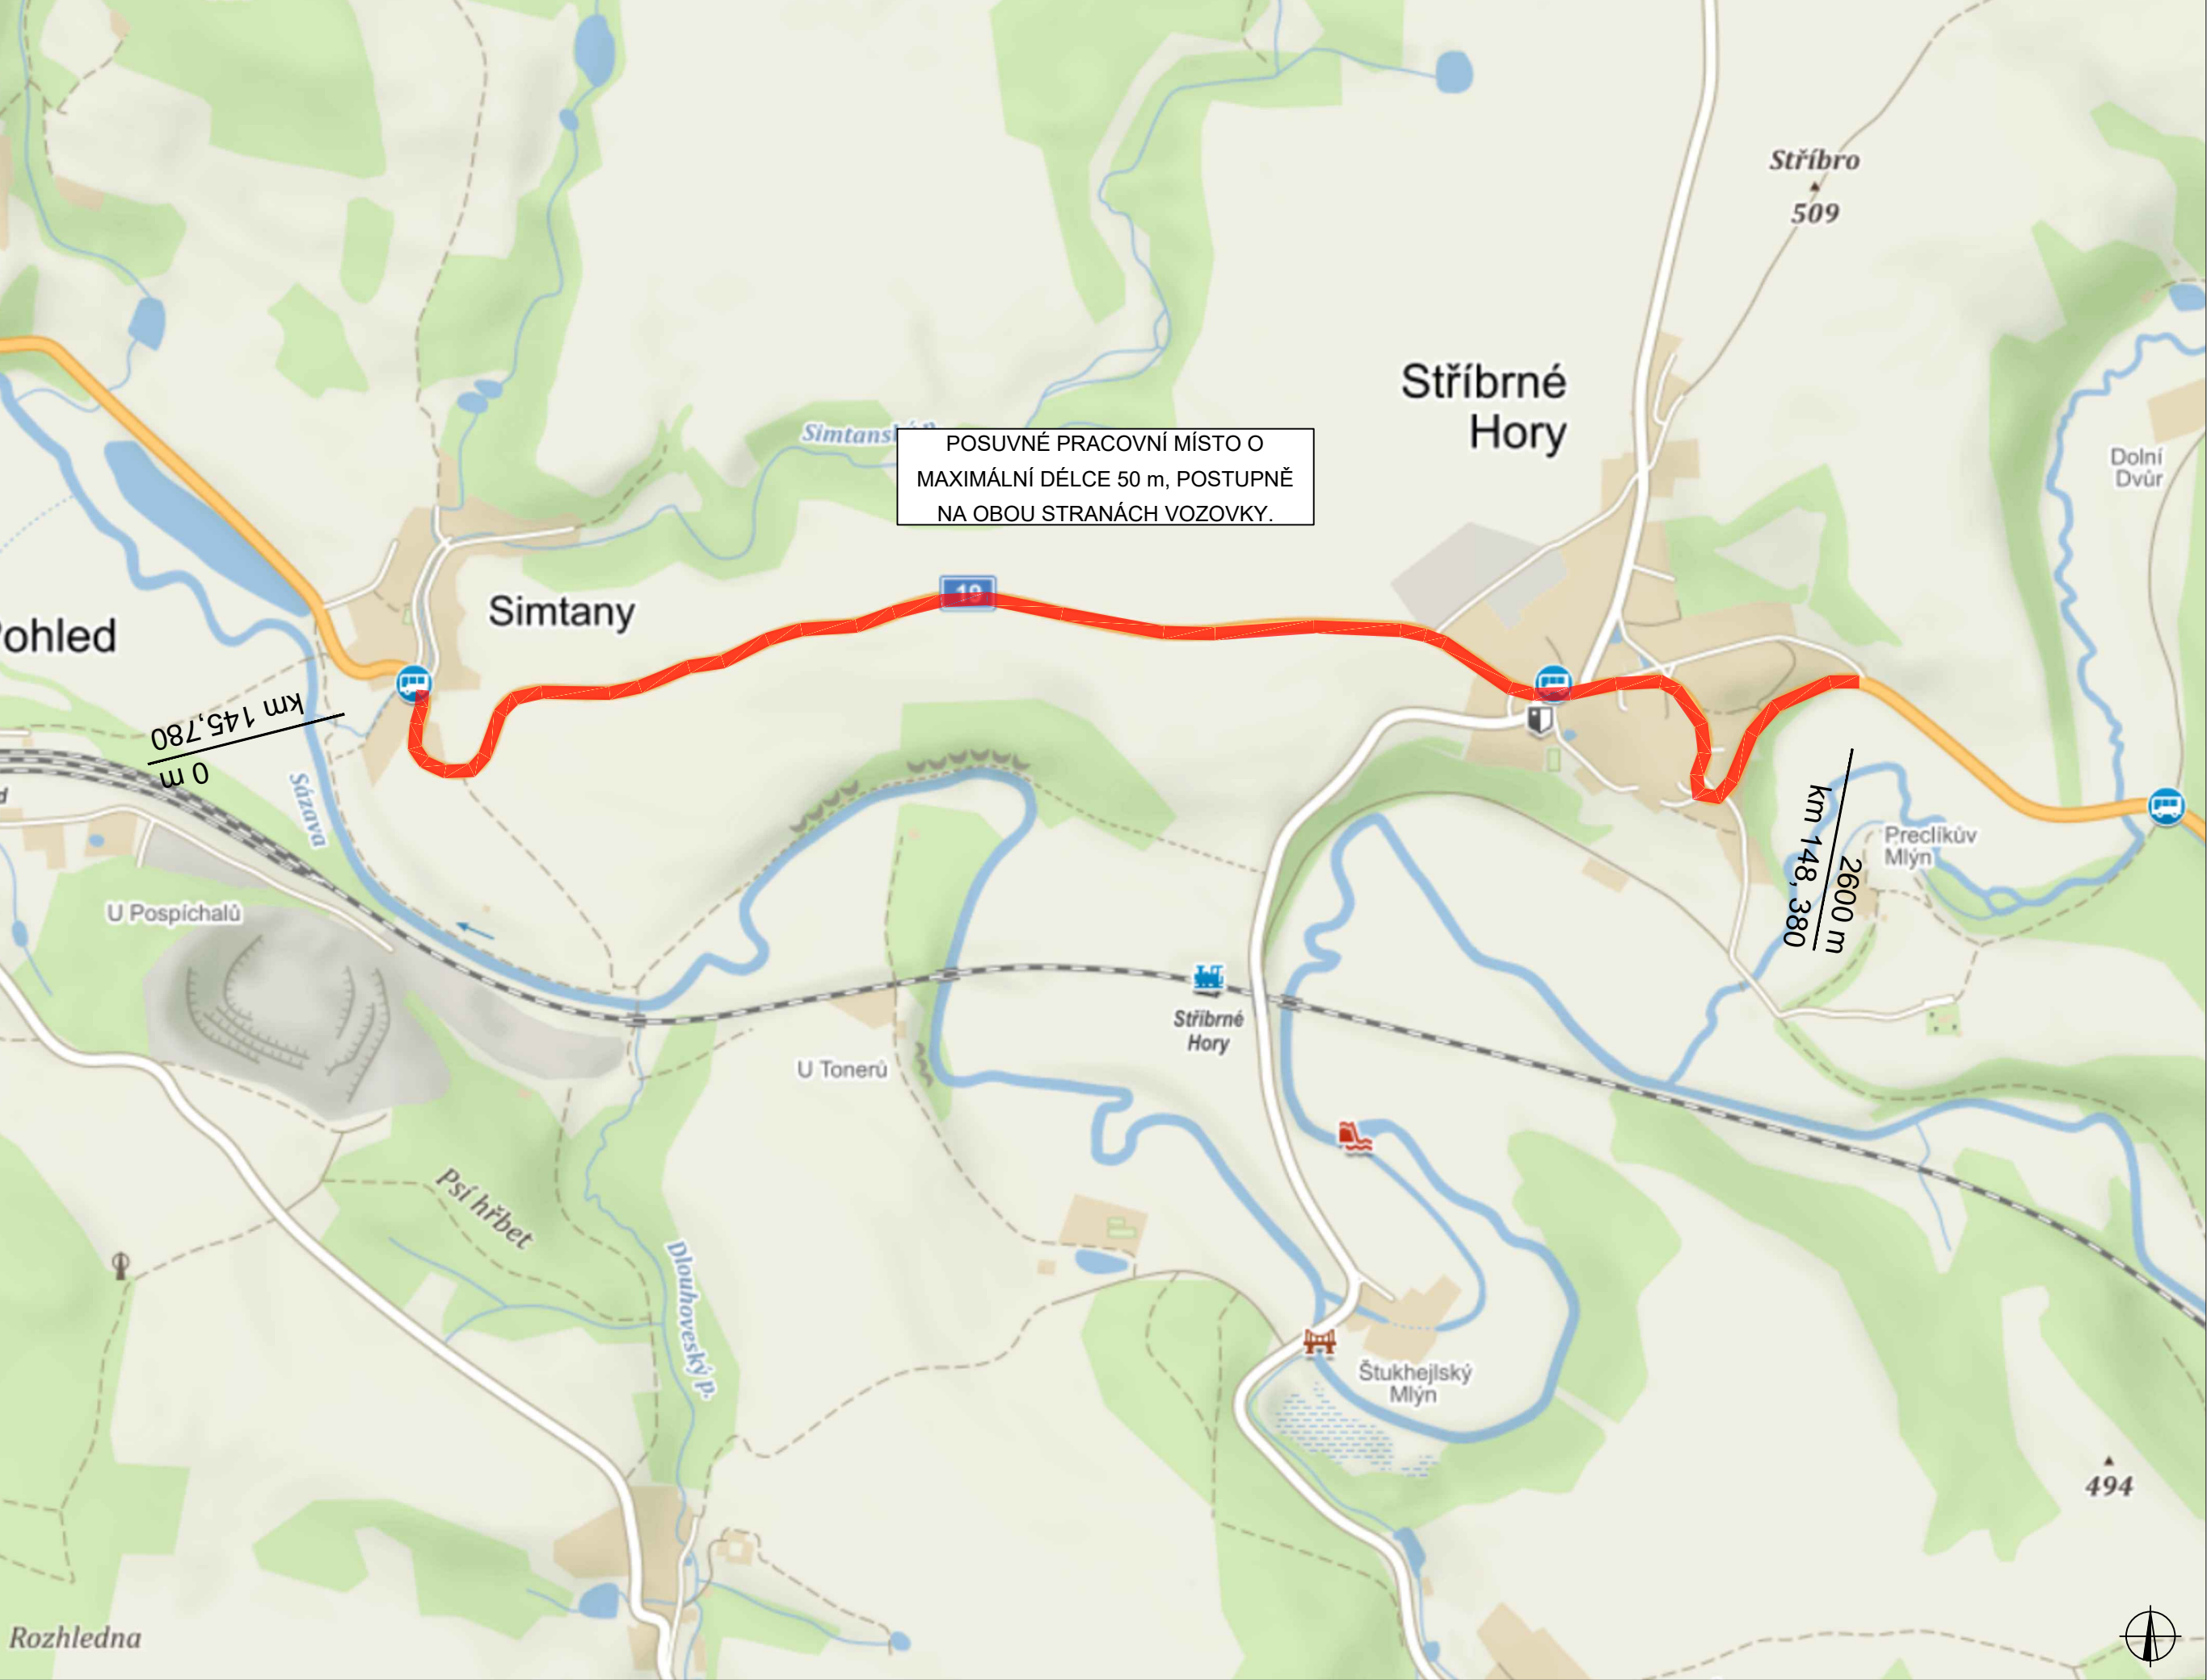 Stříbro
509
Stříbrné
Hory
Simtanský p.
POSUVNÉ PRACOVNÍ MÍSTO O
MAXIMÁLNÍ DÉLCE 50 m, POSTUPNĚ
NA OBOU STRANÁCH VOZOVKY.
Dolní
Dvůr
19
Simtany
Pohled
km 145,780
0 m
Sázava
km 148,380
2600 m
Preclíkův
Mlýn
U Pospíchalů
Stříbrné
Hory
U Tonerů
Psí hřbet
Dlouhoveský p.
Štukhejlský
Mlýn
494
Rozhledna